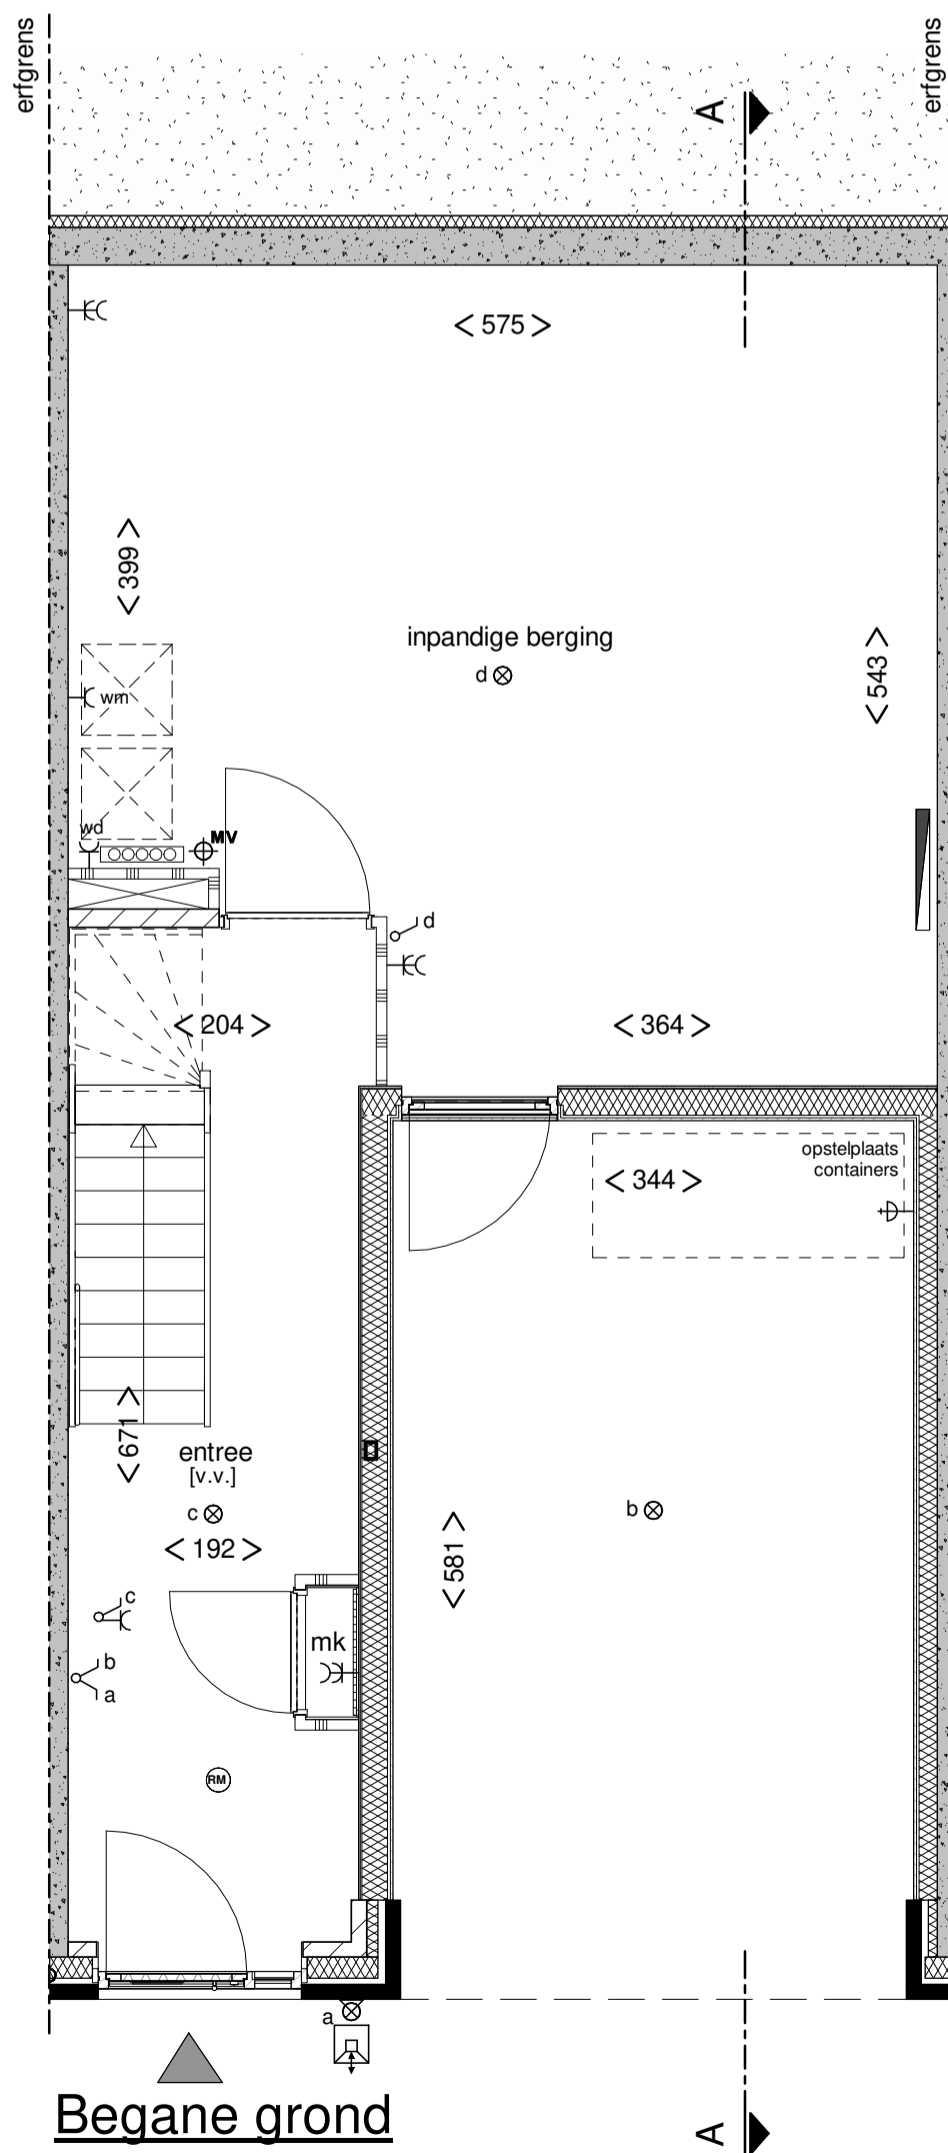 erfgrens
erfgrens
A
< 575 >
< 399 >
inpandige berging
d
< 543 >
wm
wd
MV
d
< 204 >
< 364 >
opstelplaats
containers
< 344 >
< 671 >
entree
[v.v.]
c
b
< 192 >
< 581 >
c
mk
b
a
RM
a
Begane grond
A